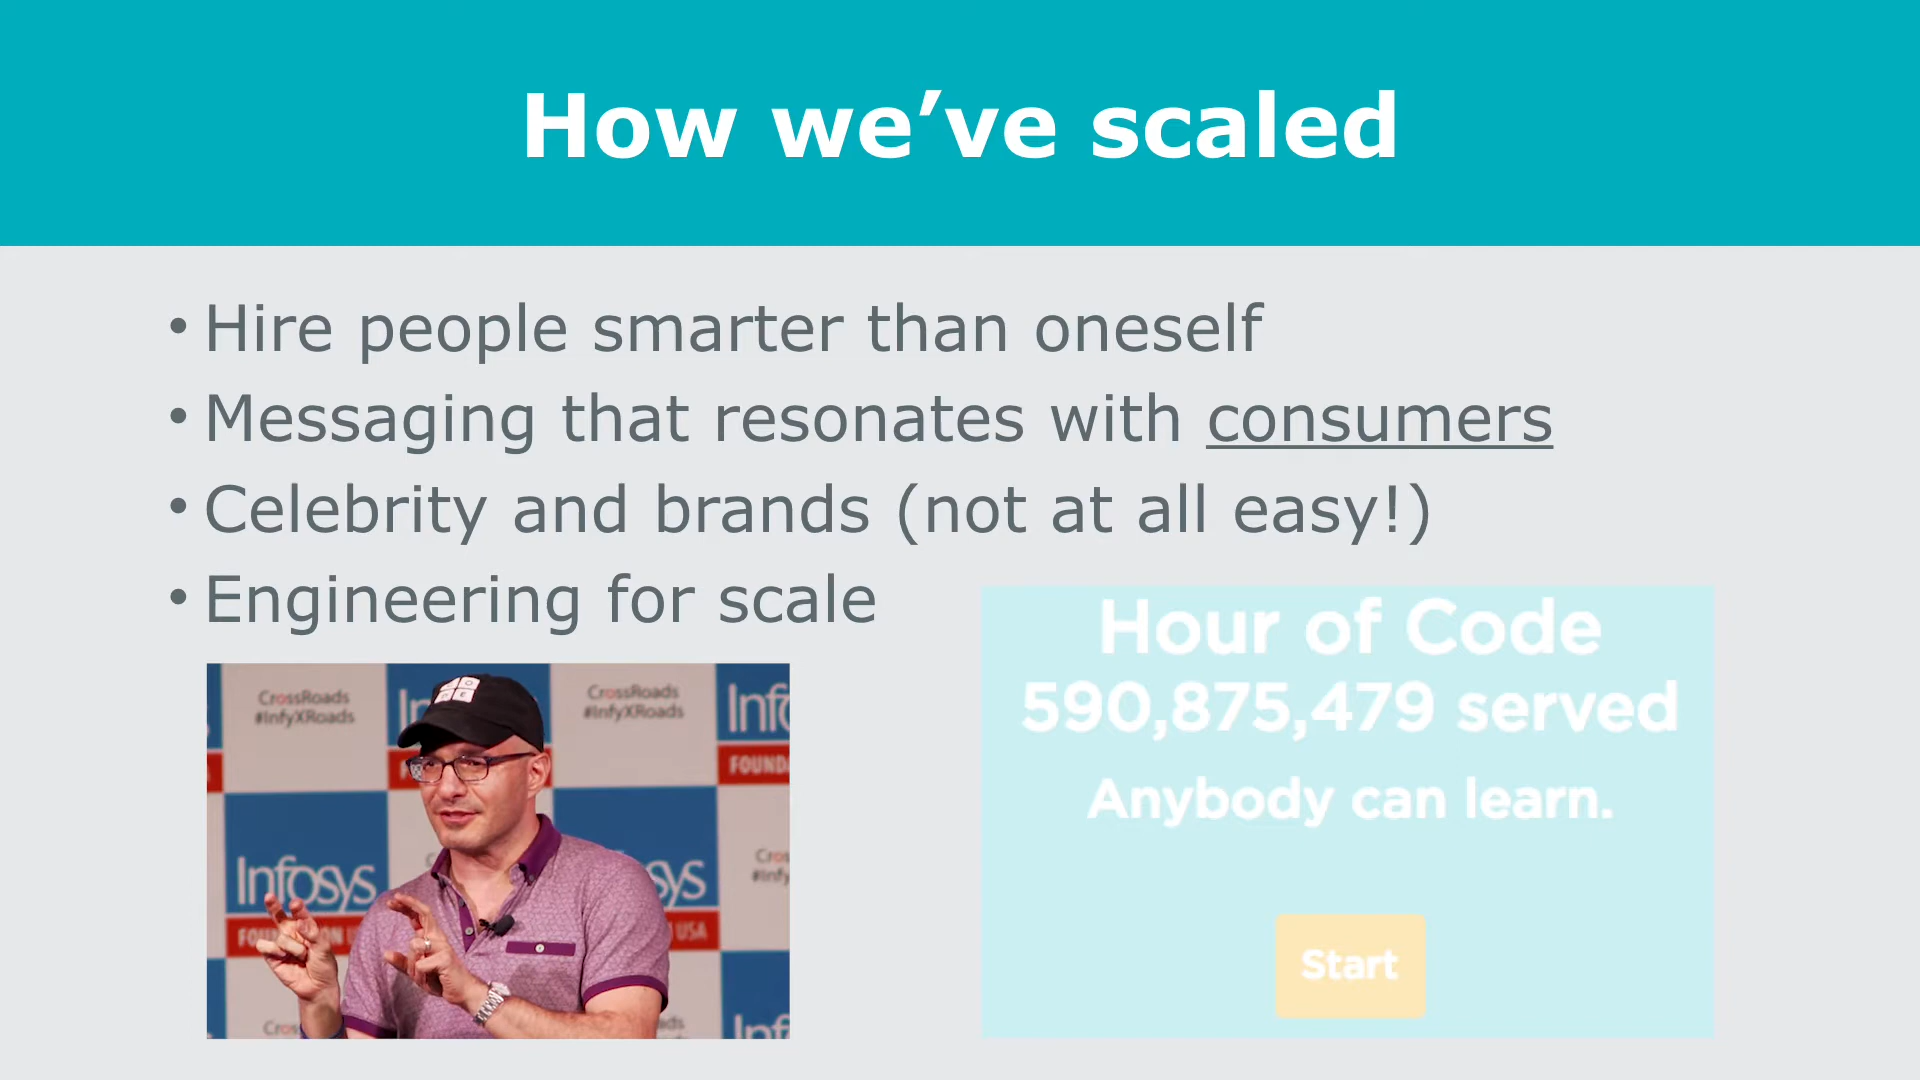 How we’ve scaled
• Hire people smarter than oneself
• Messaging that resonates with consumers
• Celebrity and brands (not at all easy!)
• Engineering for scale
Hour of Code
590,875,479 served
Anybody can learn.
Start
CrossRoads
#InfyXRoads
CrossRoads
#InfyXRoads
Infosys
USA